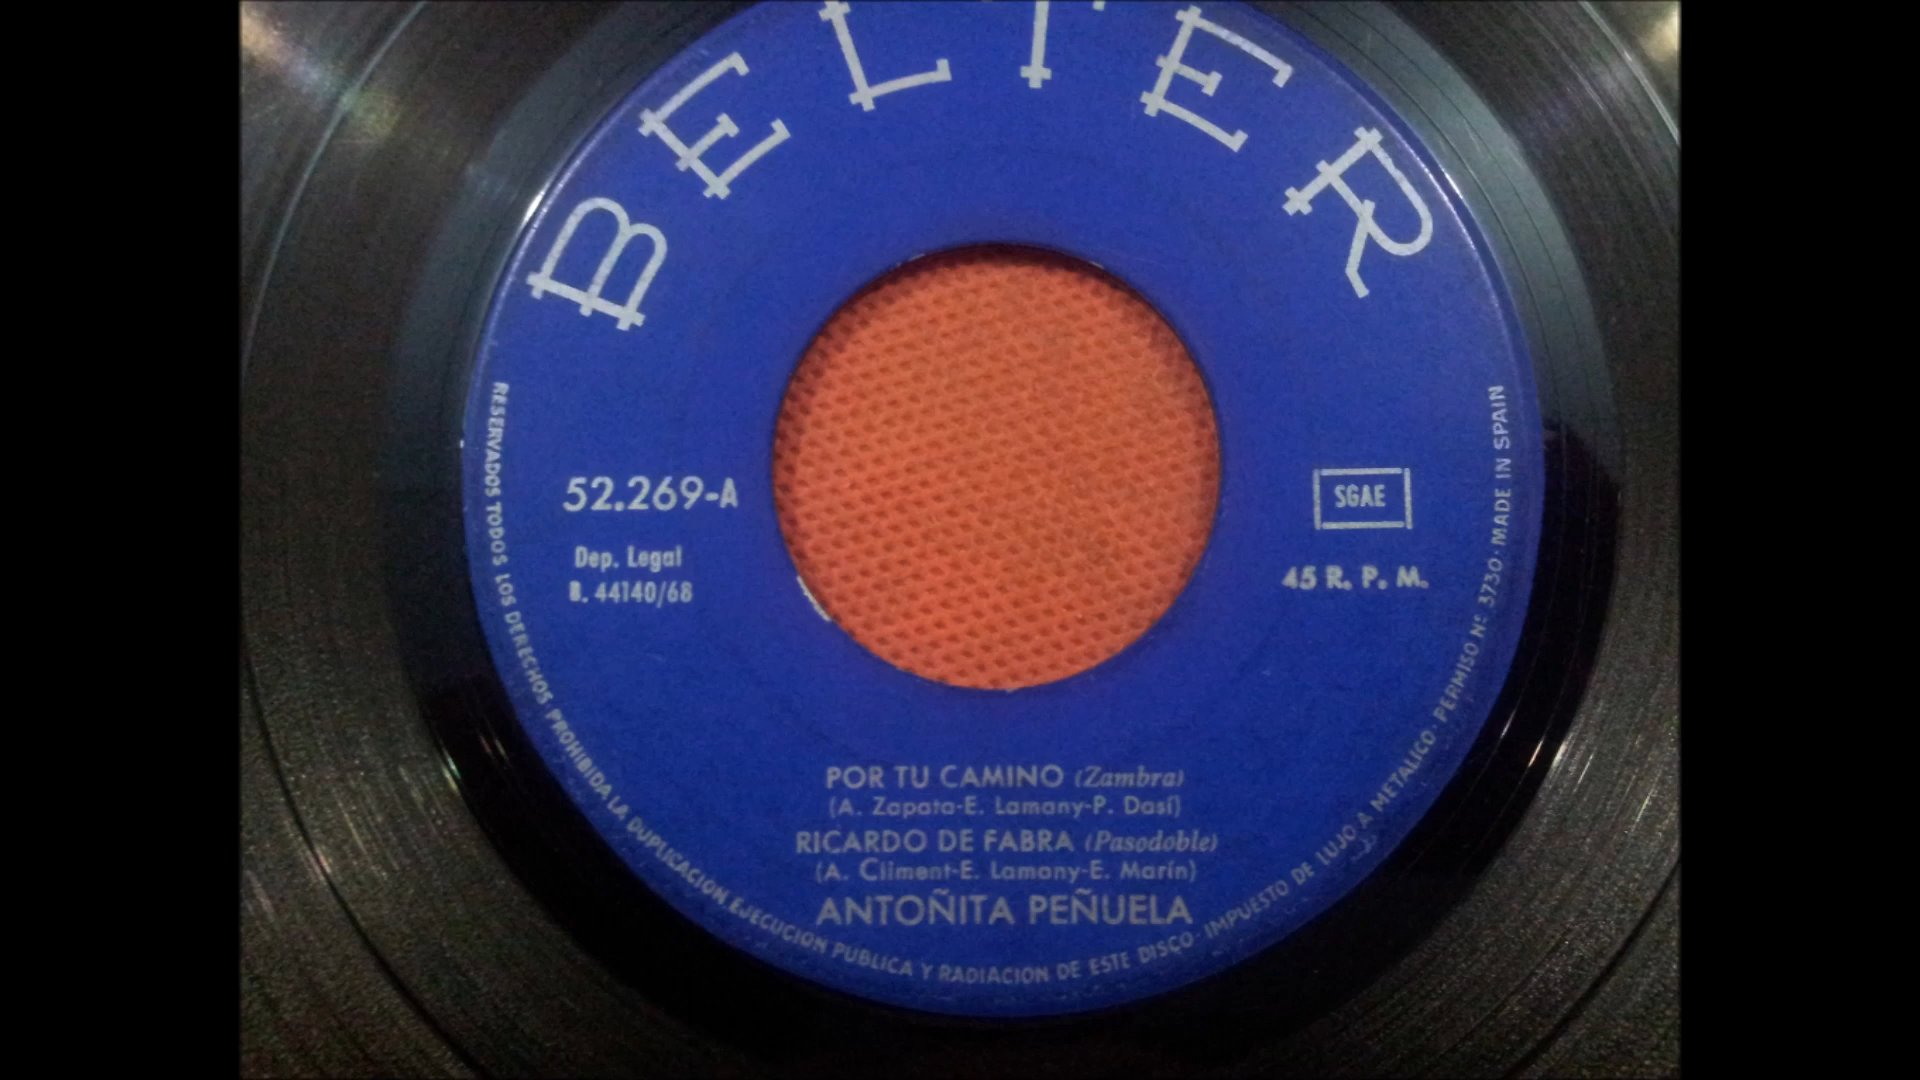 BELTER
52.269-A
Dep. Legal
B. 44140/68
SGAE
45 R. P. M.
POR TU CAMINO (Zambra)
(A. Zapata-E. Lamany-P. Dasí)
RICARDO DE FABRA (Pasodoble)
(A. Climent-E. Lamany-E. Marín)
ANTOÑITA PEÑUELA
RESERVADOS TODOS LOS DERECHOS·PROHIBIDA LA DUPLICACION EJECUCION PUBLICA Y RADIACION DE ESTE DISCO·IMPUESTO DE LUJO A METALICO·PERMISO Nº 3730·MADE IN SPAIN